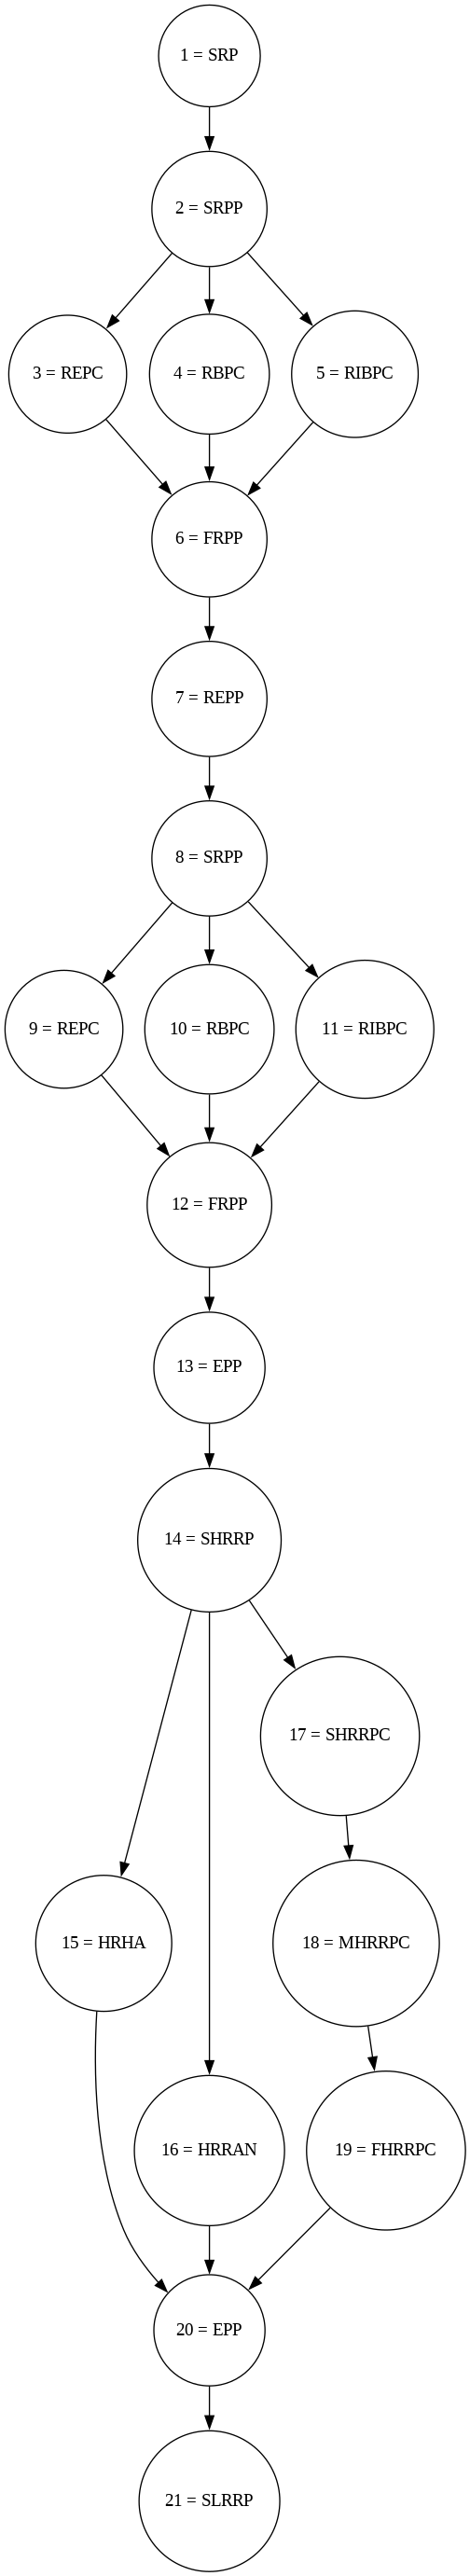 1 = SRP
2 = SRPP
3 = REPC
4 = RBPC
5 = RIBPC
6 = FRPP
7 = REPP
8 = SRPP
9 = REPC
10 = RBPC
11 = RIBPC
12 = FRPP
13 = EPP
14 = SHRRP
17 = SHRRPC
15 = HRHA
18 = MHRRPC
16 = HRRAN
19 = FHRRPC
20 = EPP
21 = SLRRP